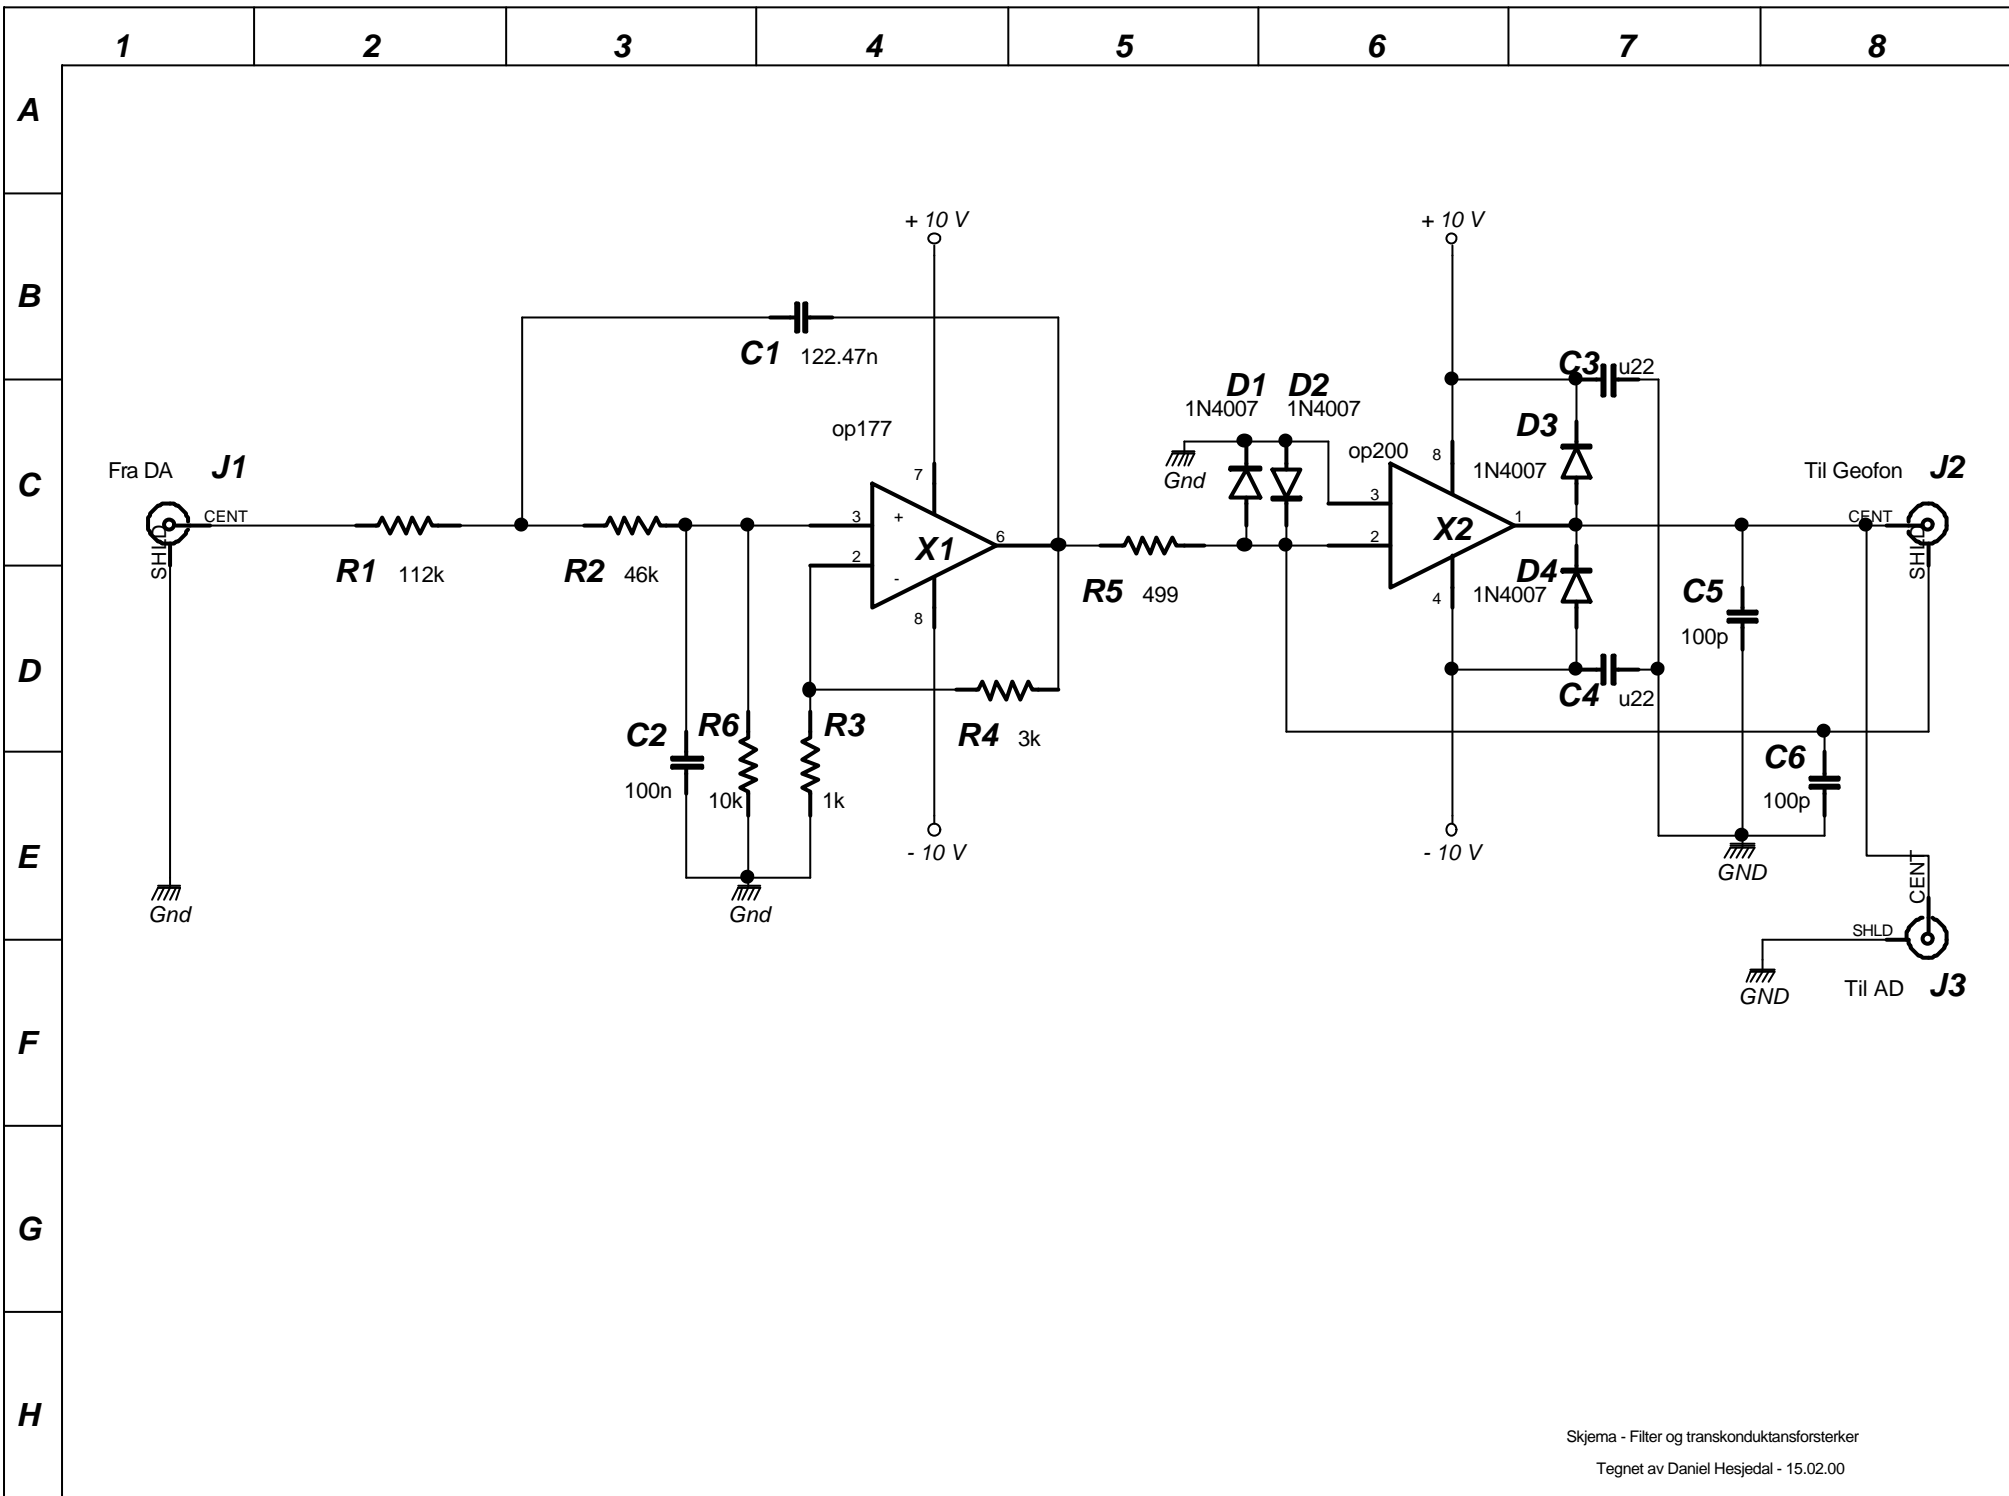 1 2 3 4 5 6 7 8
A
B
C
D
E
F
G
H
+ 10 V
+ 10 V
C1 122.47n
C3 u22
D1 D2
1N4007 1N4007
op177
op200
D3
1N4007
Fra DA J1
Til Geofon J2
7
8
Gnd
CENT
SHLD
3
+
X1
6
2
-
8
3
2
X2
1
4
CENT
SHLD
R1 112k
R2 46k
R5 499
D4
1N4007
C5
100p
C4
u22
C2
100n
R6
10k
R3
1k
R4 3k
C6
100p
- 10 V
- 10 V
Gnd
Gnd
GND
CENT
SHLD
GND
Til AD J3
Skjema - Filter og transkonduktansforsterker
Tegnet av Daniel Hesjedal - 15.02.00